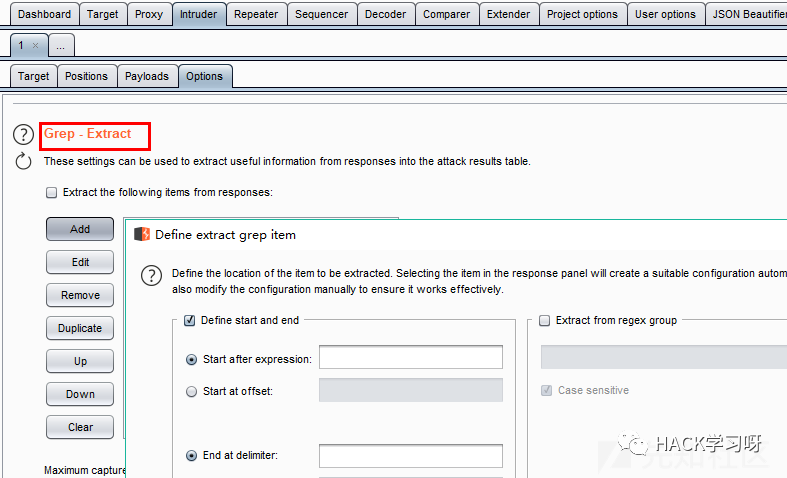 Dashboard Target Proxy Intruder Repeater Sequencer Decoder Comparer Extender Project options User options JSON Beautifier
1 × ...
Target Positions Payloads Options
? Grep - Extract
These settings can be used to extract useful information from responses into the attack results table.
Extract the following items from responses:
Add
Define extract grep item
Edit
? Define the location of the item to be extracted. Selecting the item in the response panel will create a suitable configuration autom
also modify the configuration manually to ensure it works effectively.
Remove
Duplicate
Define start and end
Extract from regex group
Up
Start after expression:
Down
Start at offset:
Case sensitive
Clear
End at delimiter:
HACK学习呀
先知社区
Maximum capture